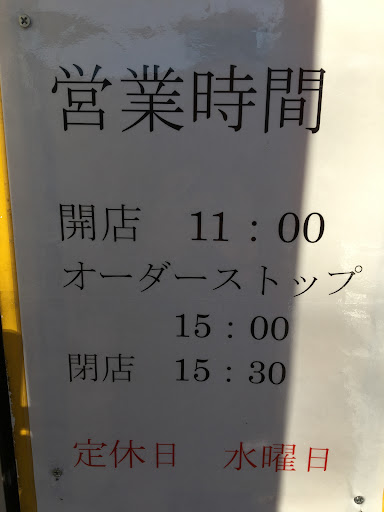 営業時間
開店 11：00
オーダーストップ
15：00
閉店 15：30
定休日 水曜日